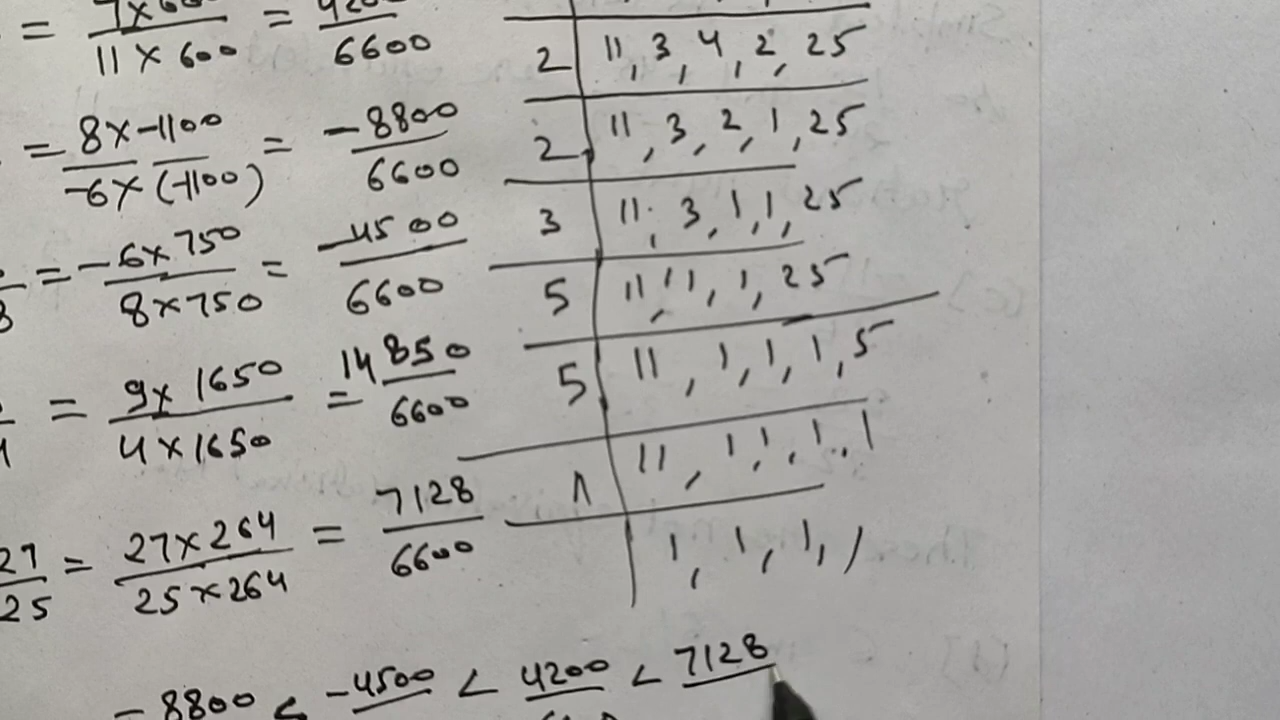 = 7×600 / 11 × 600 = 4200 / 6600
= 8×-1100 / -6×(-1100) = -8800 / 6600
= -6×750 / 8×750 = -4500 / 6600
= 9×1650 / 4×1650 = 14850 / 6600
27/25 = 27×264 / 25×264 = 7128 / 6600
-8800 < -4500 < 4200 < 7128
2 | 11, 3, 4, 2, 25
2 | 11, 3, 2, 1, 25
3 | 11, 3, 1, 1, 25
5 | 11, 1, 1, 25
5 | 11, 1, 1, 1, 5
11, 1, 1, 1, 1
1, 1, 1, 1